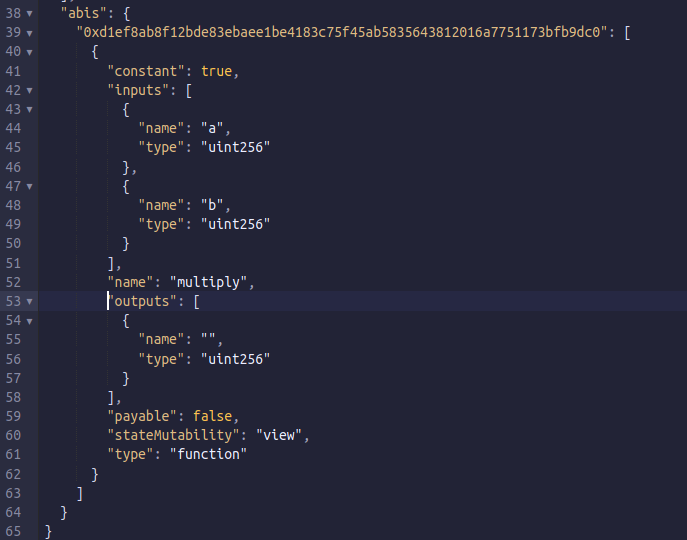 38 "abis": {
39 "0xd1ef8ab8f12bde83ebaee1be4183c75f45ab5835643812016a7751173bfb9dc0": [
40 {
41 "constant": true,
42 "inputs": [
43 {
44 "name": "a",
45 "type": "uint256"
46 },
47 {
48 "name": "b",
49 "type": "uint256"
50 }
51 ],
52 "name": "multiply",
53 "outputs": [
54 {
55 "name": "",
56 "type": "uint256"
57 }
58 ],
59 "payable": false,
60 "stateMutability": "view",
61 "type": "function"
62 }
63 ]
64 }
65 }